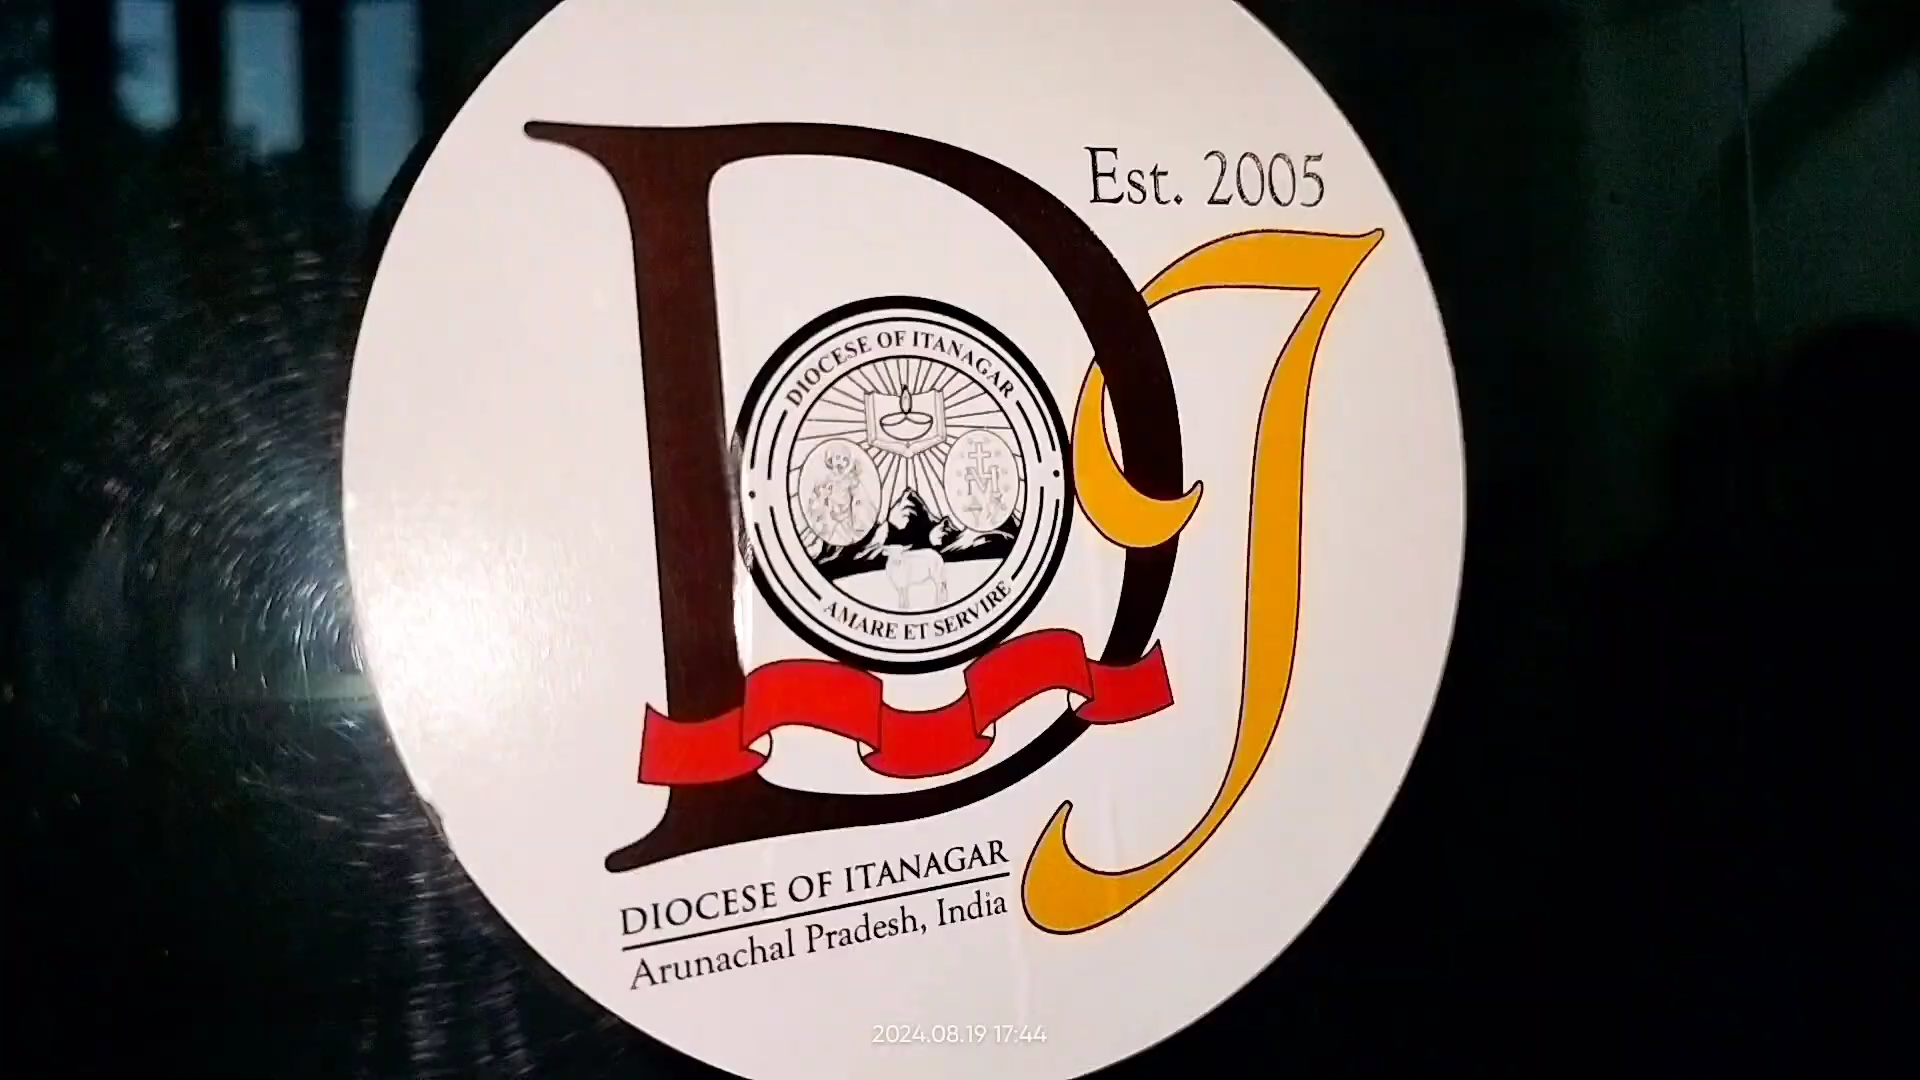 Est. 2005
DIOCESE OF ITANAGAR
AMARE ET SERVIRE
DIOCESE OF ITANAGAR
Arunachal Pradesh, India
2024.08.19 17:44